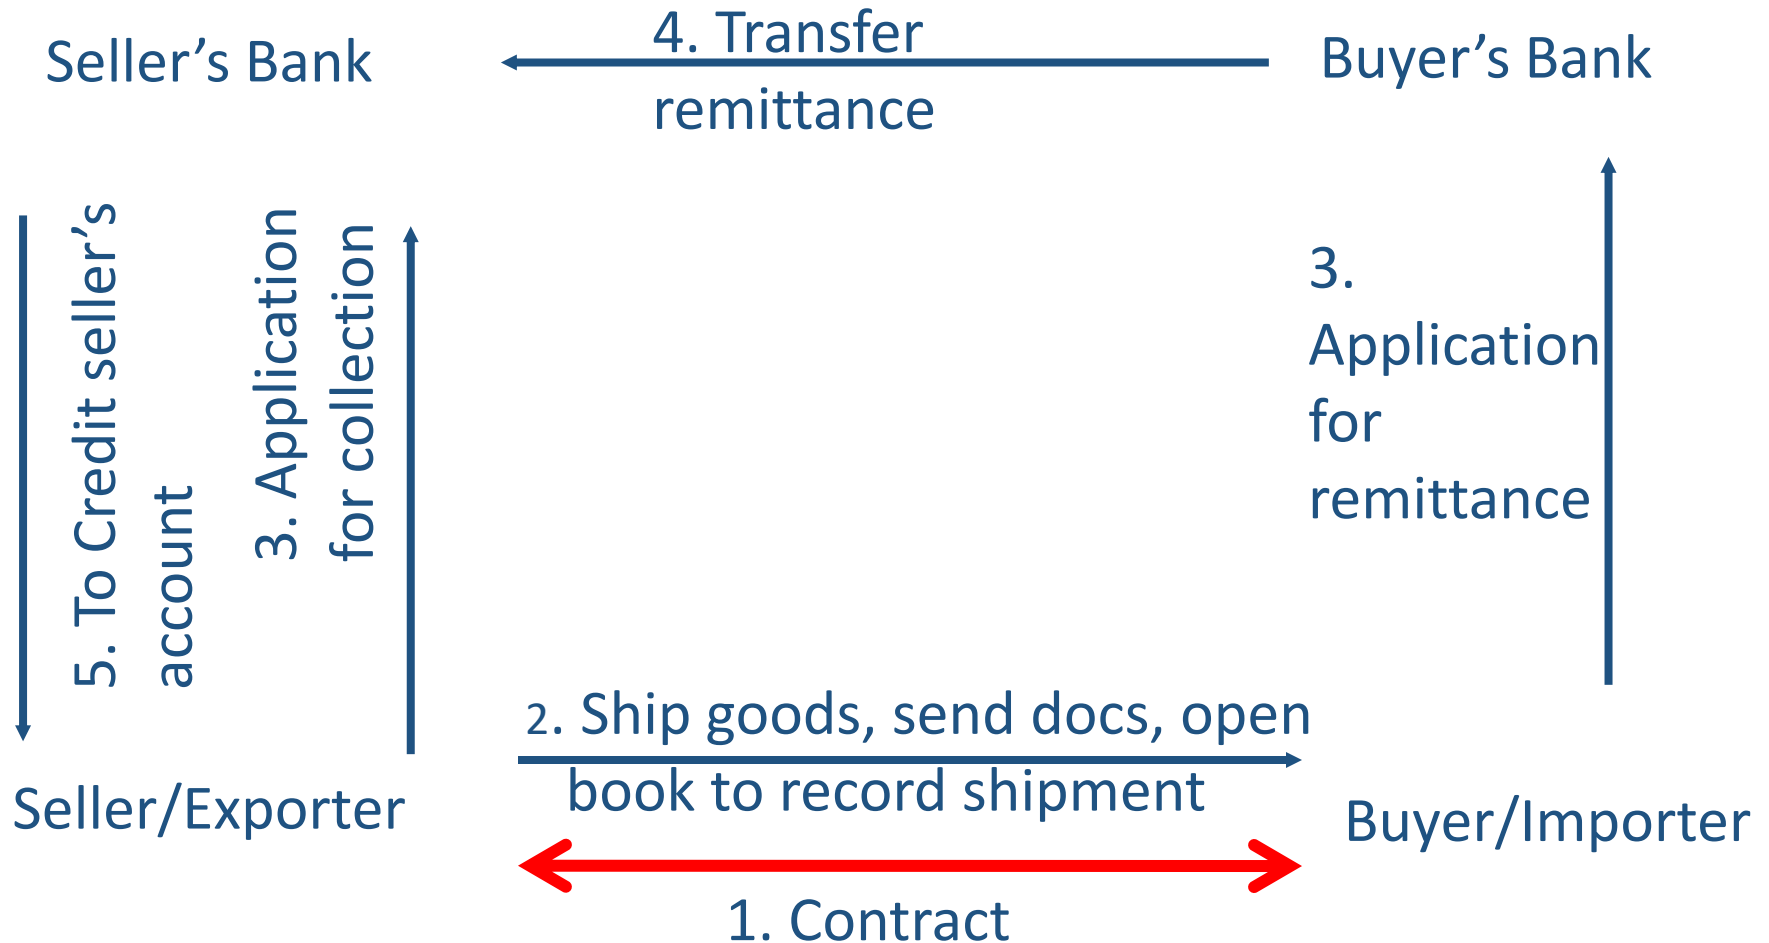 Seller’s Bank
4. Transfer
remittance
Buyer’s Bank
5. To Credit seller’s
account
3. Application
for collection
3.
Application
for
remittance
2. Ship goods, send docs, open
book to record shipment
Seller/Exporter
Buyer/Importer
1. Contract